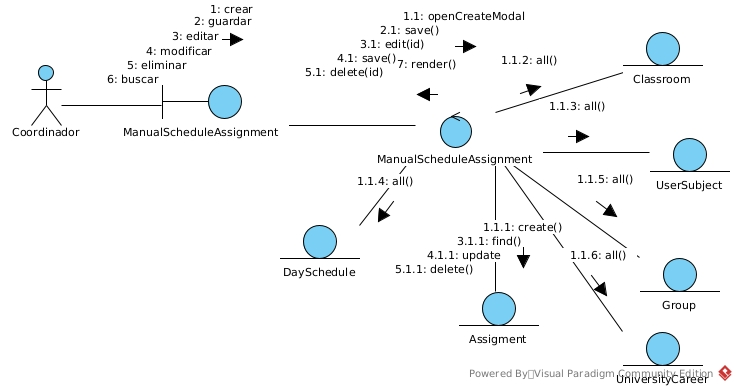 1: crear
2: guardar
3: editar
4: modificar
5: eliminar
6: buscar
1.1: openCreateModal
2.1: save()
3.1: edit(id)
4.1: save()
7: render()
5.1: delete(id)
1.1.2: all()
Classroom
1.1.3: all()
Coordinador
ManualScheduleAssignment
ManualScheduleAssignment
UserSubject
1.1.4: all()
1.1.5: all()
1.1.1: create()
3.1.1: find()
4.1.1: update
5.1.1: delete()
1.1.6: all()
DaySchedule
Group
Assigment
UniversityCareer
Powered By Visual Paradigm Community Edition